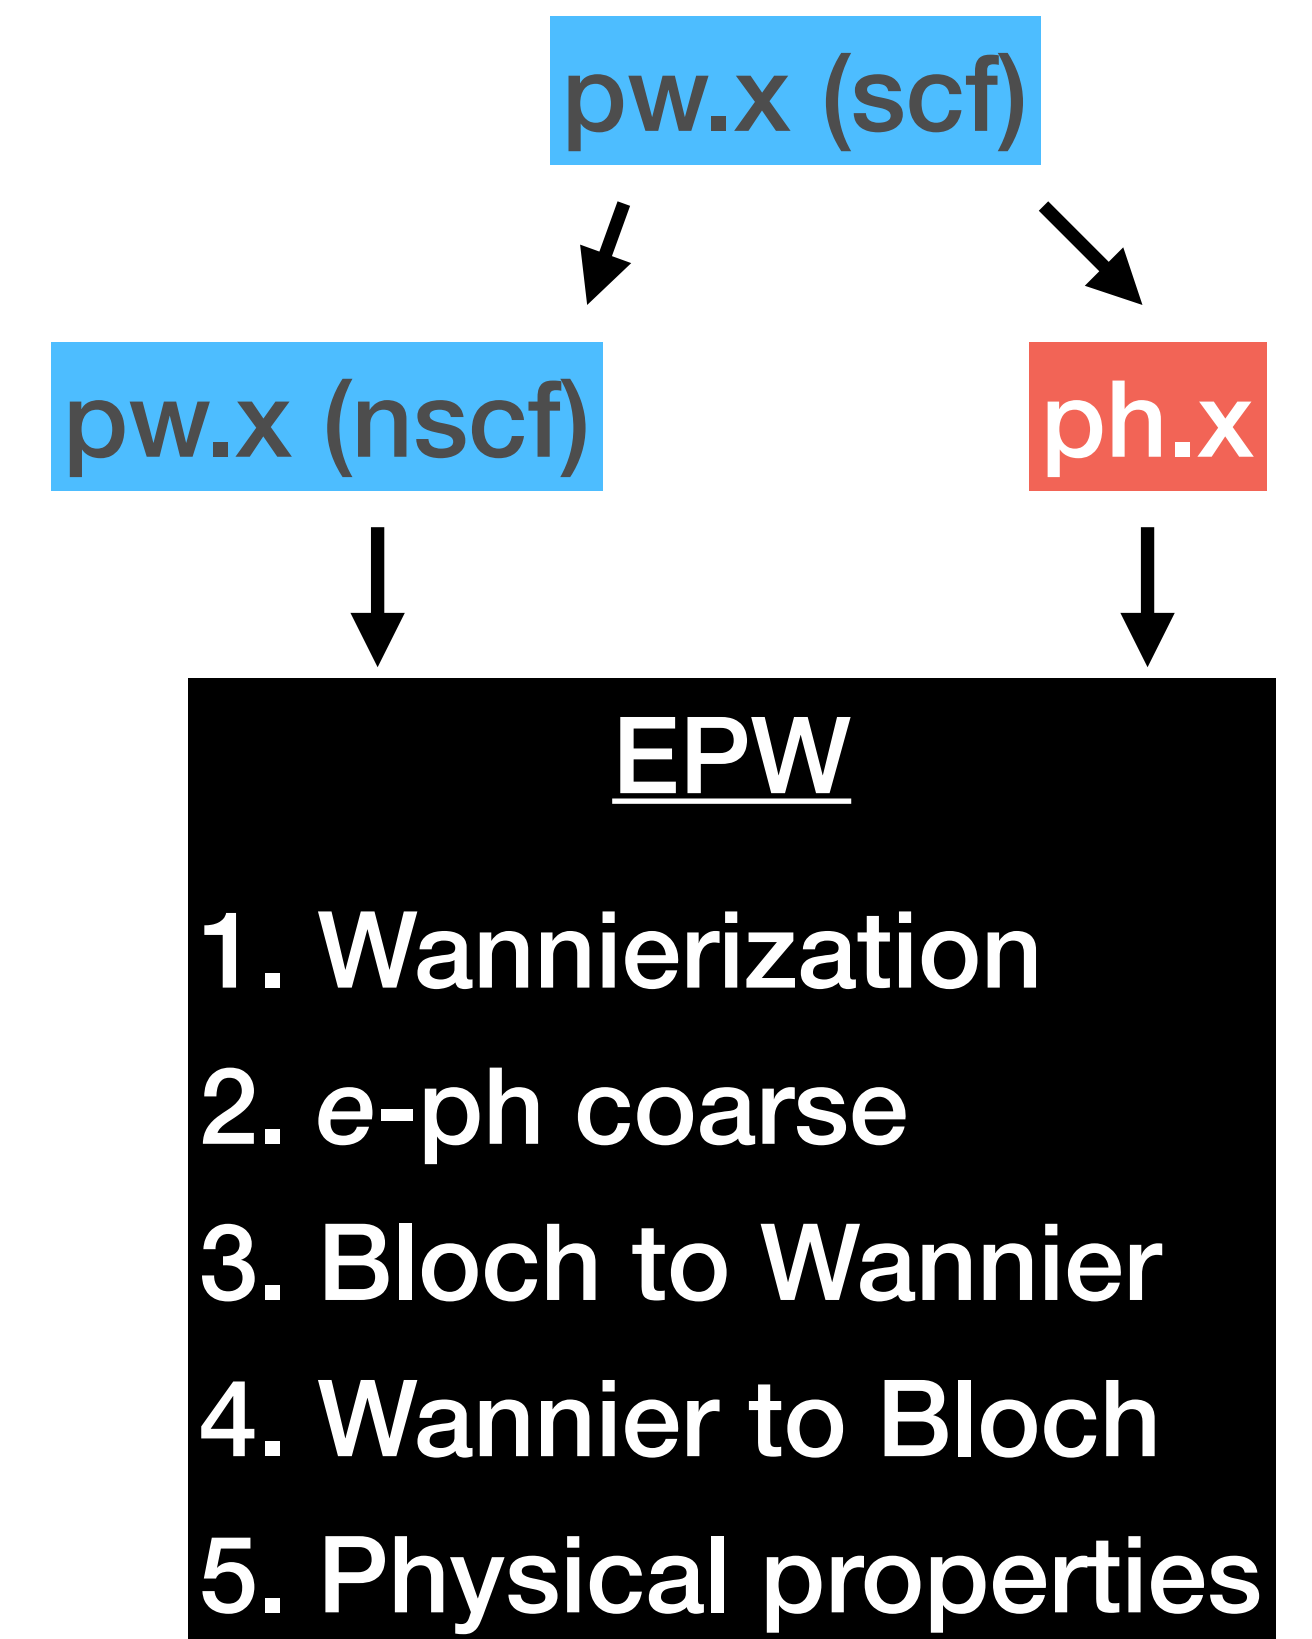 pw.x (scf)
pw.x (nscf)
ph.x
EPW
1. Wannierization
2. e-ph coarse
3. Bloch to Wannier
4. Wannier to Bloch
5. Physical properties